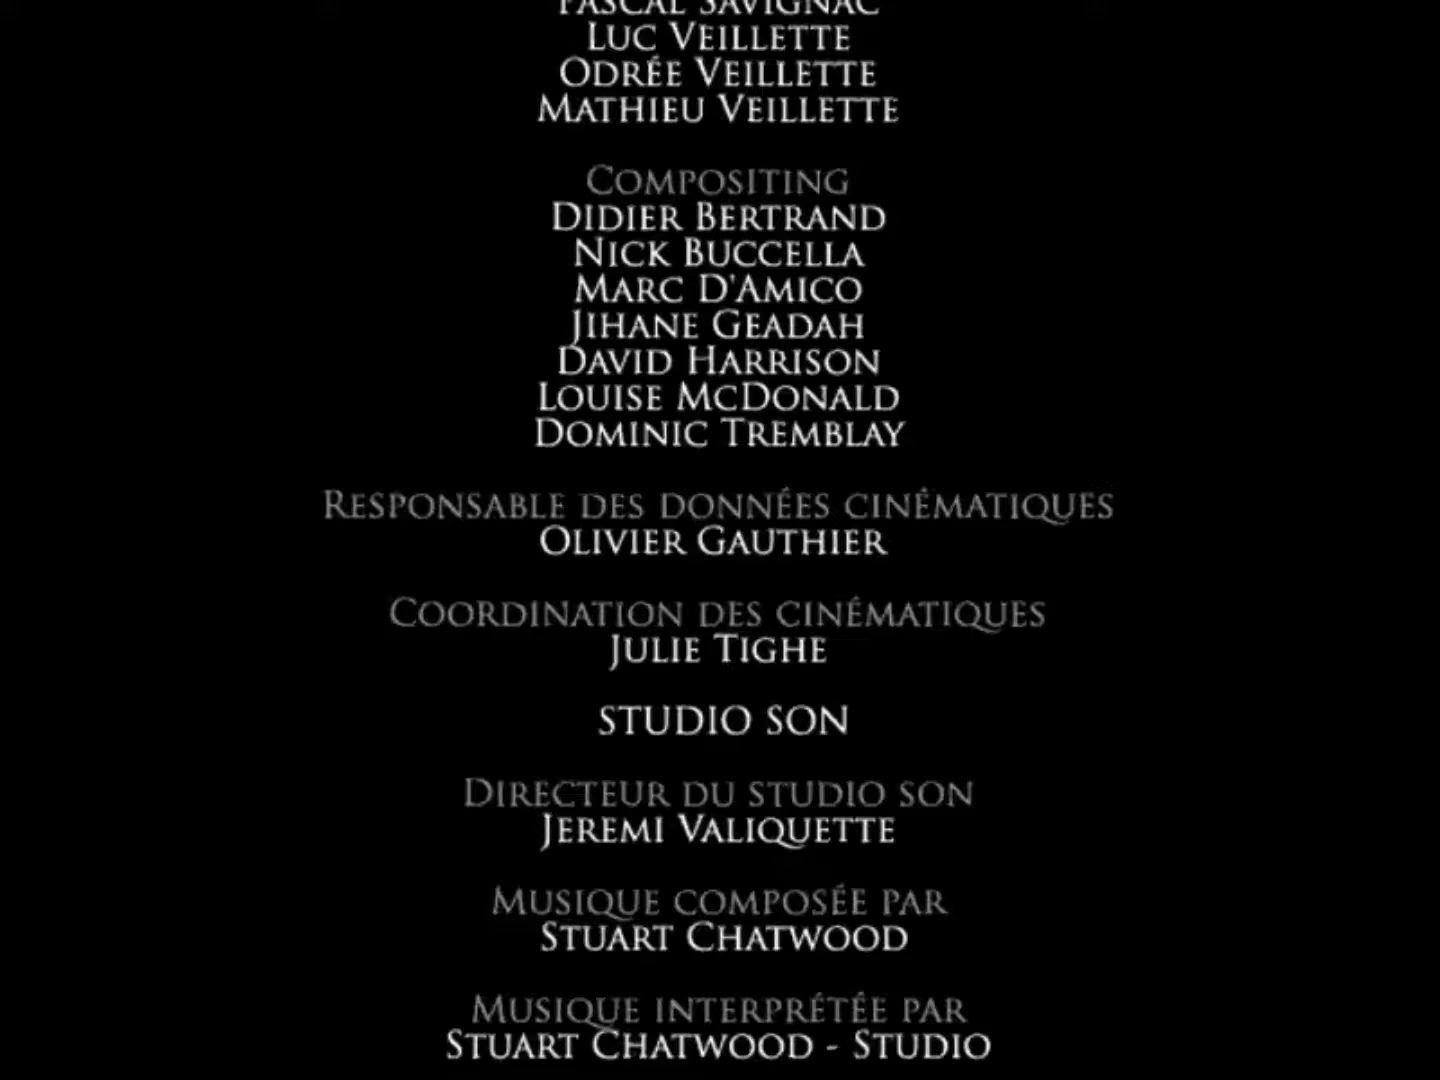 Pascal Savignac
Luc Veillette
Odrée Veillette
Mathieu Veillette
Compositing
Didier Bertrand
Nick Buccella
Marc D'Amico
Jihane Geadah
David Harrison
Louise McDonald
Dominic Tremblay
Responsable des données cinématiques
Olivier Gauthier
Coordination des cinématiques
Julie Tighe
STUDIO SON
Directeur du studio son
Jeremi Valiquette
Musique composée par
Stuart Chatwood
Musique interprétée par
Stuart Chatwood - Studio